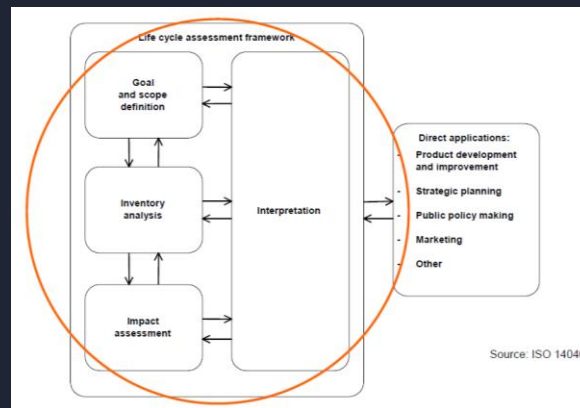 Life cycle assessment framework
Goal
and scope
definition
Inventory
analysis
Impact
assessment
Interpretation
Direct applications:
- Product development
and improvement
- Strategic planning
- Public policy making
- Marketing
- Other
Source: ISO 14040